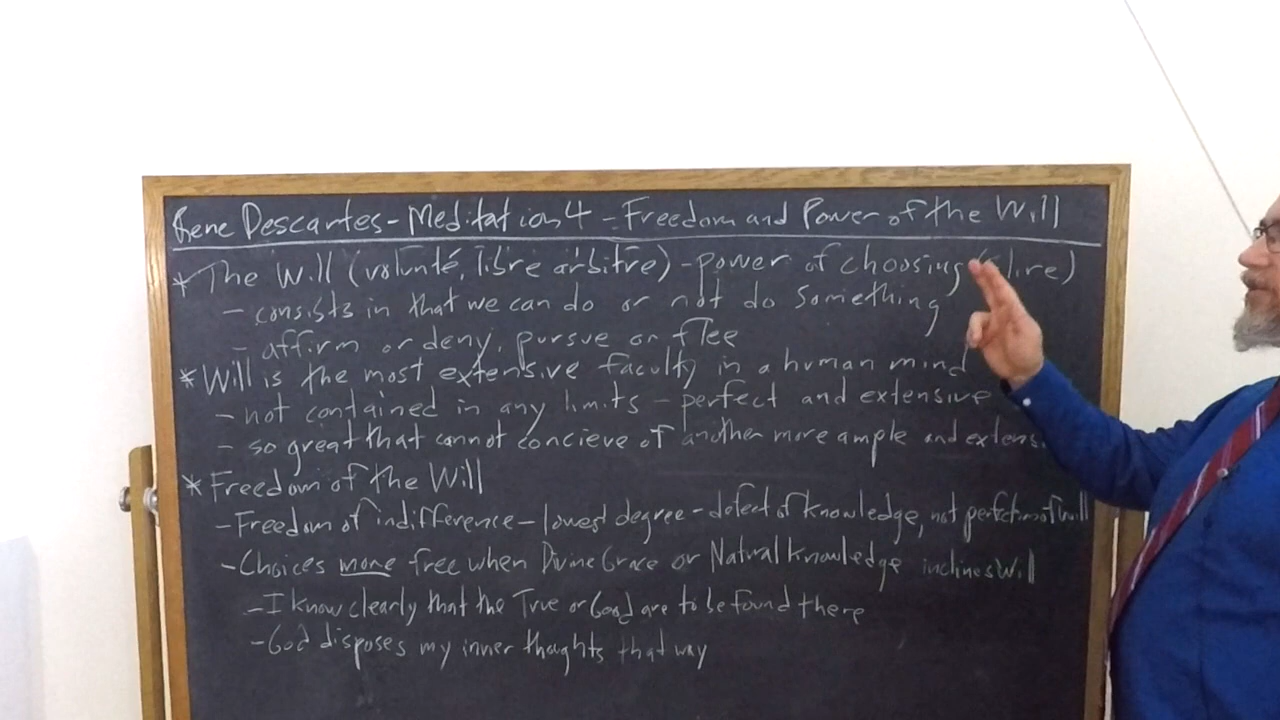 Rene Descartes - Meditation 4 - Freedom and Power of the Will
* The Will (volunté, libre arbitre) - power of choosing (élire)
- consists in that we can do or not do something
- affirm or deny, pursue or flee
* Will is the most extensive faculty in a human mind
- not contained in any limits - perfect and extensive
- so great that cannot concieve of another more ample and extens
* Freedom of the Will
- Freedom of indifference - lowest degree - defect of knowledge, not perfection of will
- Choices more free when Divine Grace or Natural knowledge inclines Will
- I know clearly that the True or Good are to be found there
- God disposes my inner thoughts that way